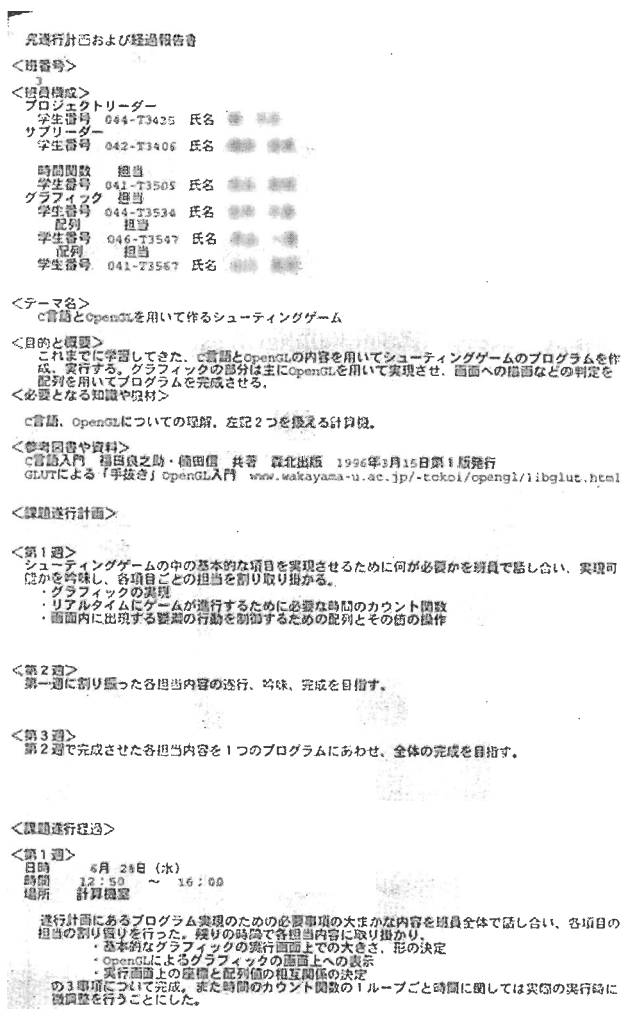 究遂行計画および経過報告書
＜班番号＞
3
＜班員構成＞
プロジェクトリーダー
学生番号 044-T3435 氏名
サブリーダー
学生番号 042-T3406 氏名
時間関数 担当
学生番号 041-T3505 氏名
グラフィック 担当
学生番号 044-T3534 氏名
配列 担当
学生番号 046-T3547 氏名
配列 担当
学生番号 041-T3567 氏名
＜テーマ名＞
C言語とOpenGLを用いて作るシューティングゲーム
＜目的と概要＞
これまでに学習してきた、C言語とOpenGLの内容を用いてシューティングゲームのプログラムを作
成、実行する。グラフィックの部分は主にOpenGLを用いて実現させ、画面への描画などの判定を
配列を用いてプログラムを完成させる。
＜必要となる知識や機材＞
C言語、OpenGLについての理解。左記2つを扱える計算機。
＜参考図書や資料＞
C言語入門 福田良之助・楠田信 共著 森北出版 1996年3月15日第1版発行
GLUTによる「手抜き」OpenGL入門 www.wakayama-u.ac.jp/~tokoi/opengl/libglut.html
＜課題遂行計画＞
＜第1週＞
シューティングゲームの中の基本的な項目を実現させるために何が必要かを班員で話し合い、実現可
能かを吟味し、各項目ごとの担当を割り取り掛かる。
・グラフィックの実現
・リアルタイムにゲームが進行するために必要な時間のカウント関数
・画面内に出現する要素の行動を制御するための配列とその値の操作
＜第2週＞
第一週に割り振った各担当内容の遂行、吟味、完成を目指す。
＜第3週＞
第2週で完成させた各担当内容を1つのプログラムにあわせ、全体の完成を目指す。
＜課題遂行経過＞
＜第1週＞
日時 6月 28日（水）
時間 12:50 ～ 16:00
場所 計算機室
遂行計画にあるプログラム実現のための必要事項の大まかな内容を班員全体で話し合い、各項目の
担当の割り振りを行った。残りの時間で各担当内容に取り掛かり、
・基本的なグラフィックの実行画面上での大きさ、形の決定
・OpenGLによるグラフィックの画面上への表示
・実行画面上の座標と配列値の相互関係の決定
の3事項について完成。また時間のカウント関数の1ループごと時間に関しては実際の実行時に
微調整を行うことにした。